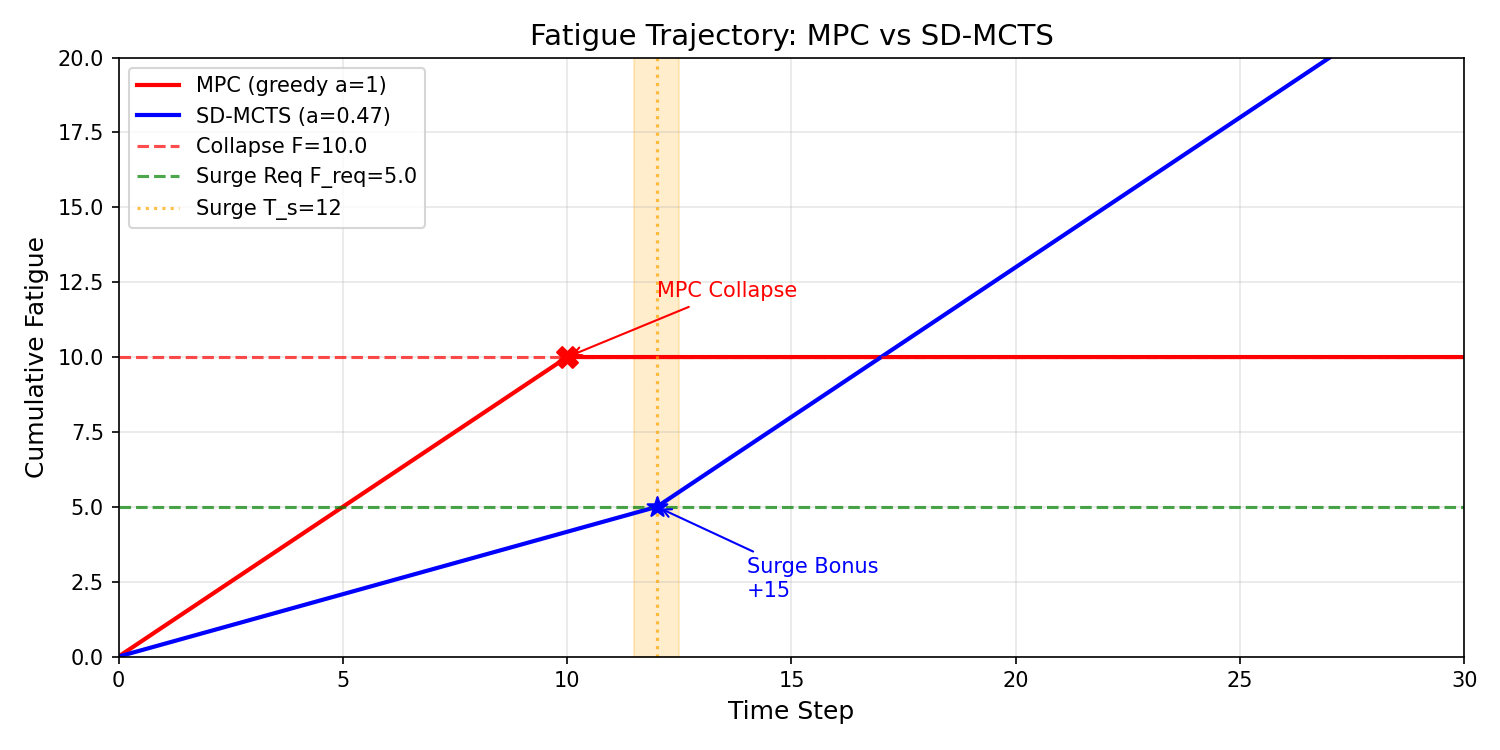 Fatigue Trajectory: MPC vs SD-MCTS
MPC (greedy a=1)
SD-MCTS (a=0.47)
Collapse F=10.0
Surge Req F_req=5.0
Surge T_s=12
Cumulative Fatigue
20.0
17.5
15.0
12.5
10.0
7.5
5.0
2.5
0.0
MPC Collapse
Surge Bonus
+15
0 5 10 15 20 25 30
Time Step